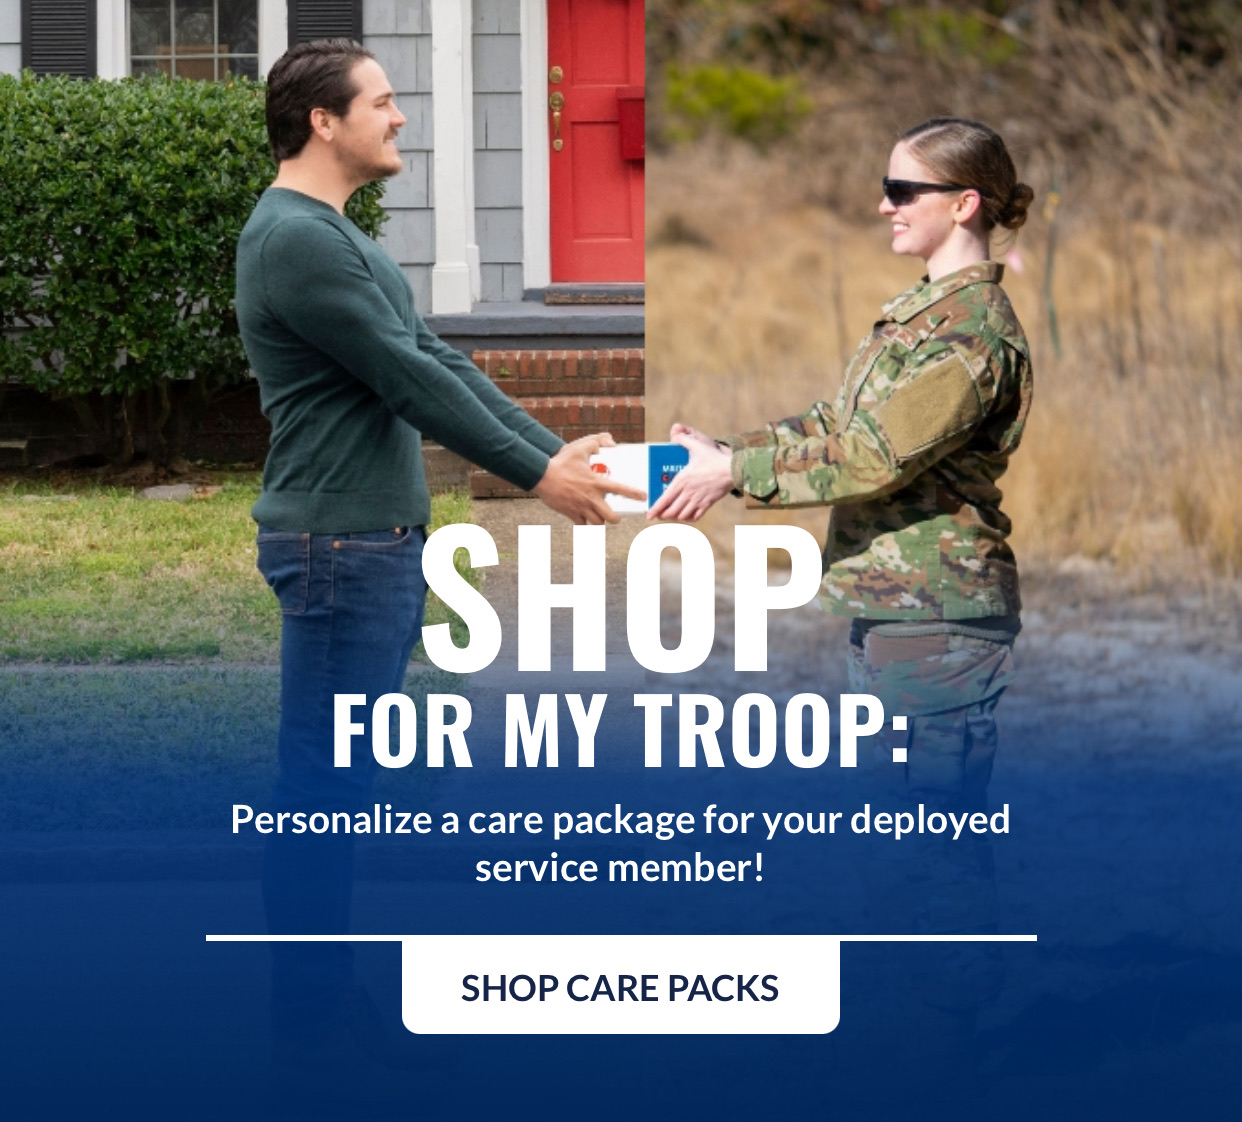 SHOP
FOR MY TROOP:
Personalize a care package for your deployed
service member!
SHOP CARE PACKS